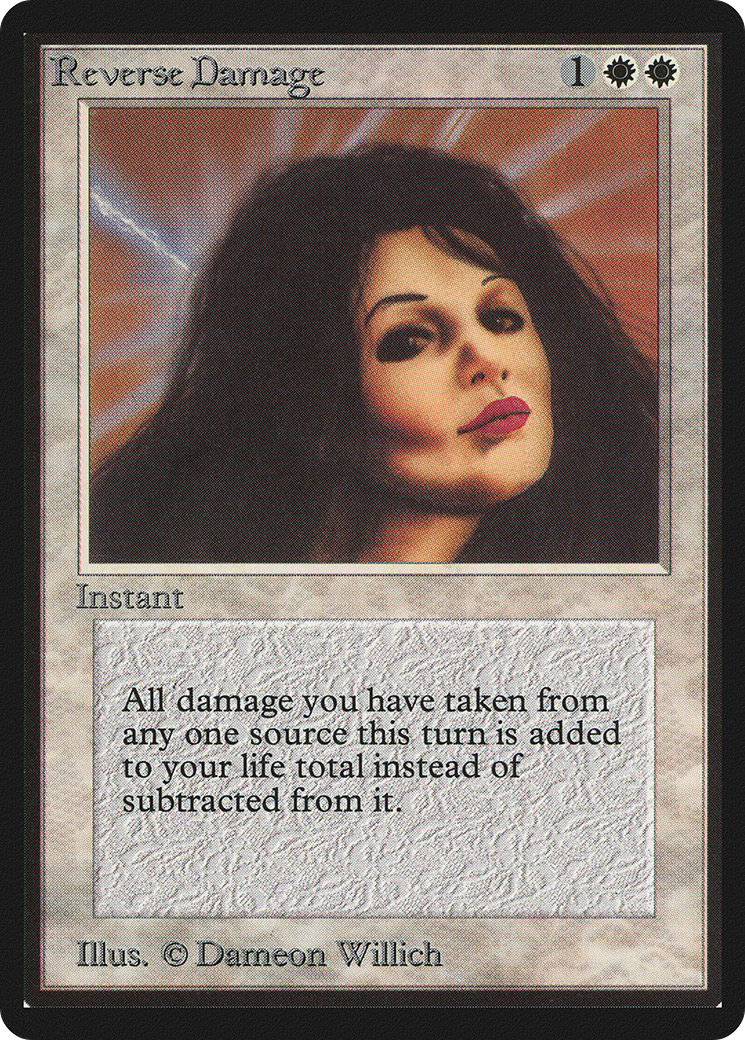 Reverse Damage 1
Instant
All damage you have taken from
any one source this turn is added
to your life total instead of
subtracted from it.
Illus. © Dameon Willich